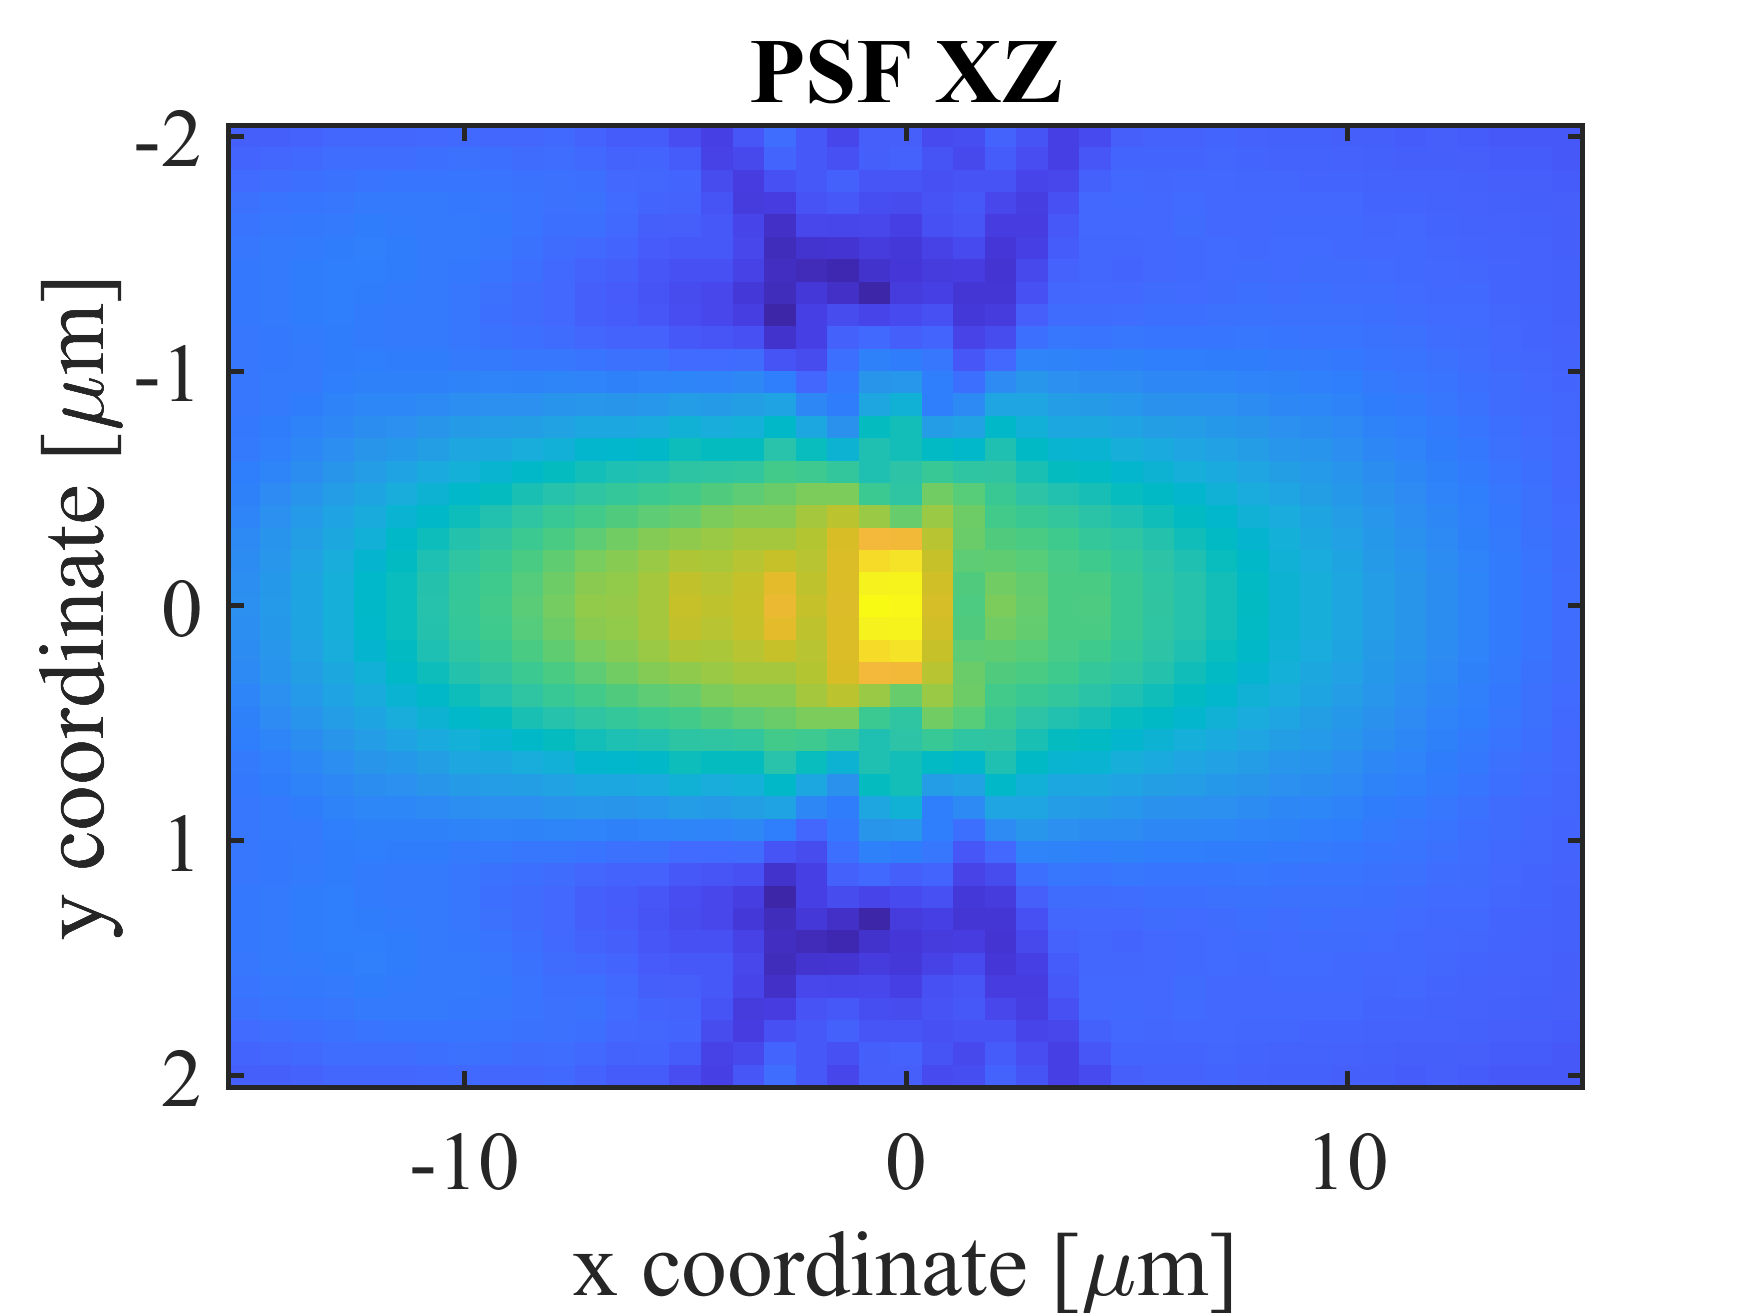 PSF XZ
-2
-1
0
1
2
y coordinate [μm]
-10 0 10
x coordinate [μm]